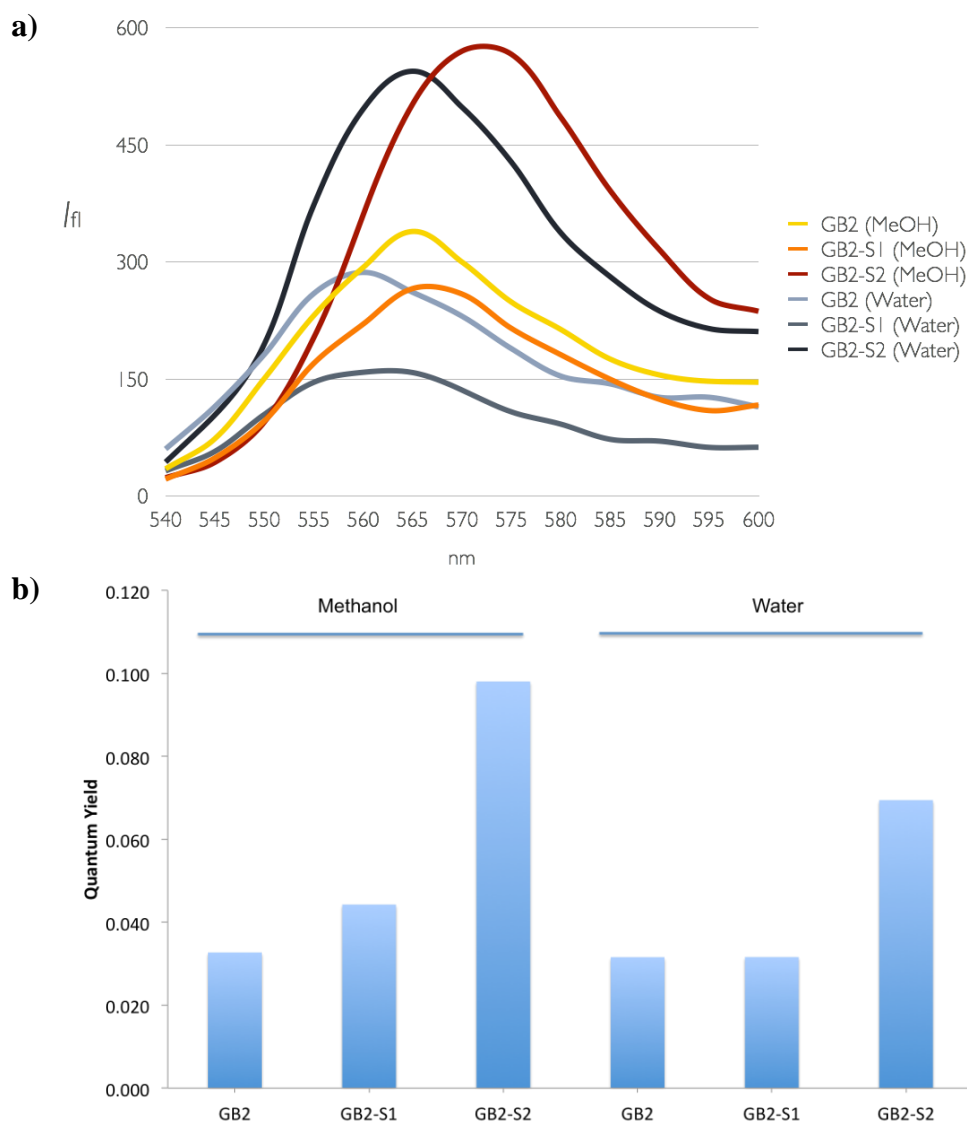 a)
600
450
300
150
0
Ifl
540 545 550 555 560 565 570 575 580 585 590 595 600
nm
GB2 (MeOH)
GB2-S1 (MeOH)
GB2-S2 (MeOH)
GB2 (Water)
GB2-S1 (Water)
GB2-S2 (Water)
b)
0.120
0.100
0.080
0.060
0.040
0.020
0.000
Quantum Yield
Methanol Water
GB2 GB2-S1 GB2-S2 GB2 GB2-S1 GB2-S2